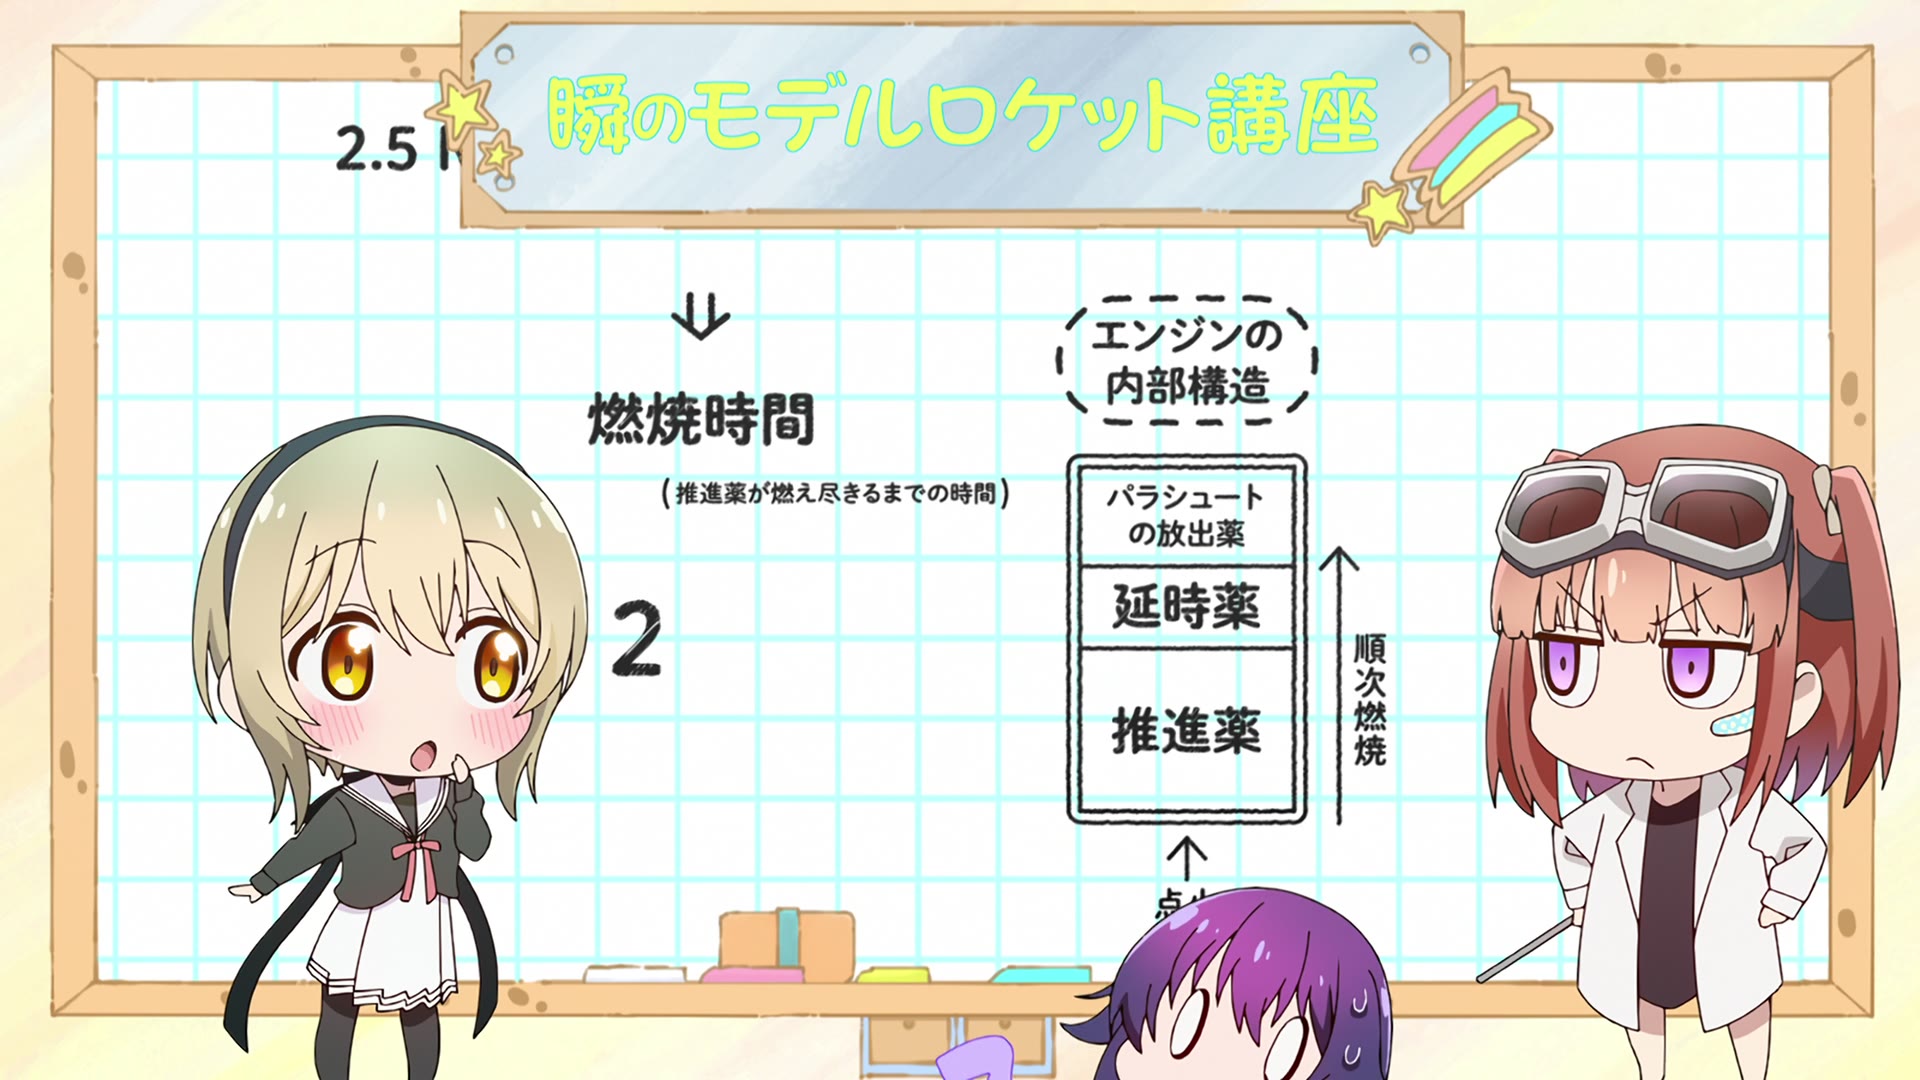 瞬のモデルロケット講座
2.5
燃焼時間
(推進薬が燃え尽きるまでの時間)
2
エンジンの
内部構造
パラシュート
の放出薬
延時薬
推進薬
順次燃焼
点